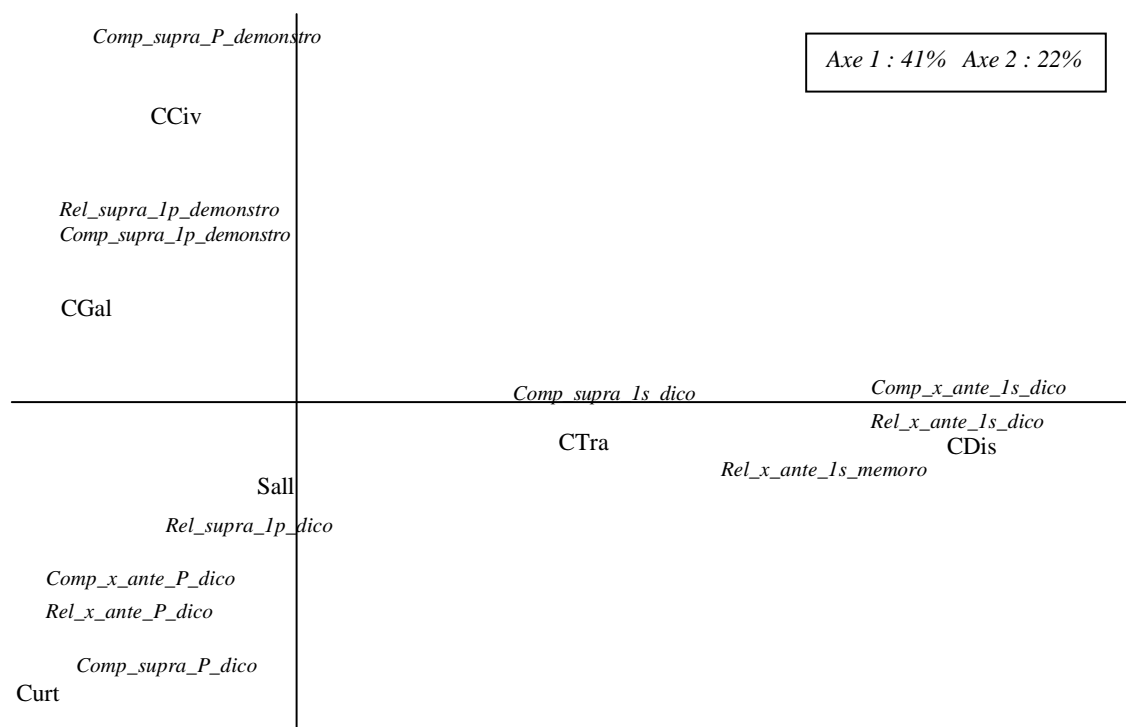 Comp_supra_P_demonstro
Axe 1 : 41% Axe 2 : 22%
CCiv
Rel_supra_1p_demonstro
Comp_supra_1p_demonstro
CGal
Comp_supra_1s_dico
Comp_x_ante_1s_dico
Rel_x_ante_1s_dico
CTra
CDis
Rel_x_ante_1s_memoro
Sall
Rel_supra_1p_dico
Comp_x_ante_P_dico
Rel_x_ante_P_dico
Comp_supra_P_dico
Curt